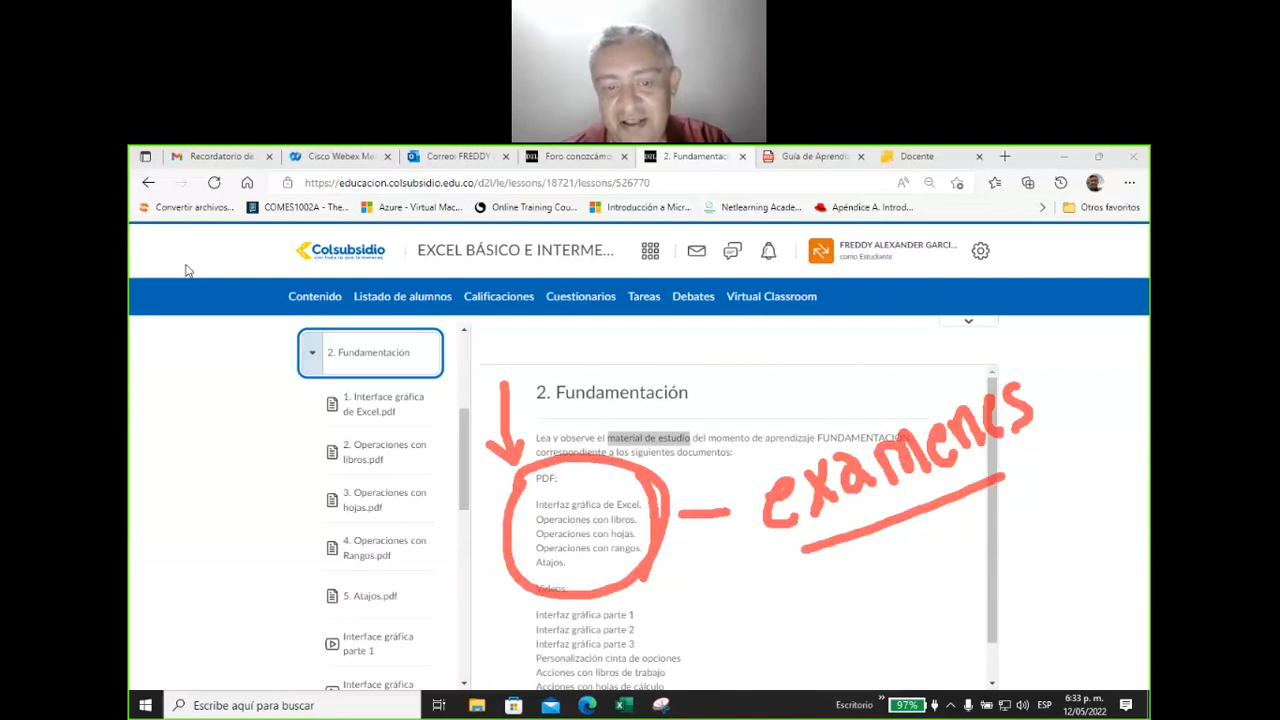 Recordatorio de
Cisco Webex Me
Correo: FREDDY
Foro conozcámo
2. Fundamentaci
Guía de Aprendi
Docente
https://educacion.colsubsidio.edu.co/d2l/le/lessons/18721/lessons/526770
Convertir archivos...
COMES1002A - The...
Azure - Virtual Mac...
Online Training Cou...
Introducción a Micr...
Netlearning Acade...
Apéndice A. Introd...
Otros favoritos
Colsubsidio
EXCEL BÁSICO E INTERME...
FREDDY ALEXANDER GARCI...
como Estudiante
Contenido
Listado de alumnos
Calificaciones
Cuestionarios
Tareas
Debates
Virtual Classroom
2. Fundamentación
1. Interface gráfica
de Excel.pdf
2. Operaciones con
libros.pdf
3. Operaciones con
hojas.pdf
4. Operaciones con
Rangos.pdf
5. Atajos.pdf
Interface gráfica
parte 1
Interface gráfica
2. Fundamentación
Lea y observe el material de estudio del momento de aprendizaje FUNDAMENTACIÓN
correspondiente a los siguientes documentos:
PDF:
Interfaz gráfica de Excel.
Operaciones con libros.
Operaciones con hojas.
Operaciones con rangos.
Atajos.
Videos:
Interfaz gráfica parte 1
Interfaz gráfica parte 2
Interfaz gráfica parte 3
Personalización cinta de opciones
Acciones con libros de trabajo
Acciones con hojas de cálculo
examenes
Escribe aquí para buscar
Escritorio
97%
ESP
6:33 p. m.
12/05/2022